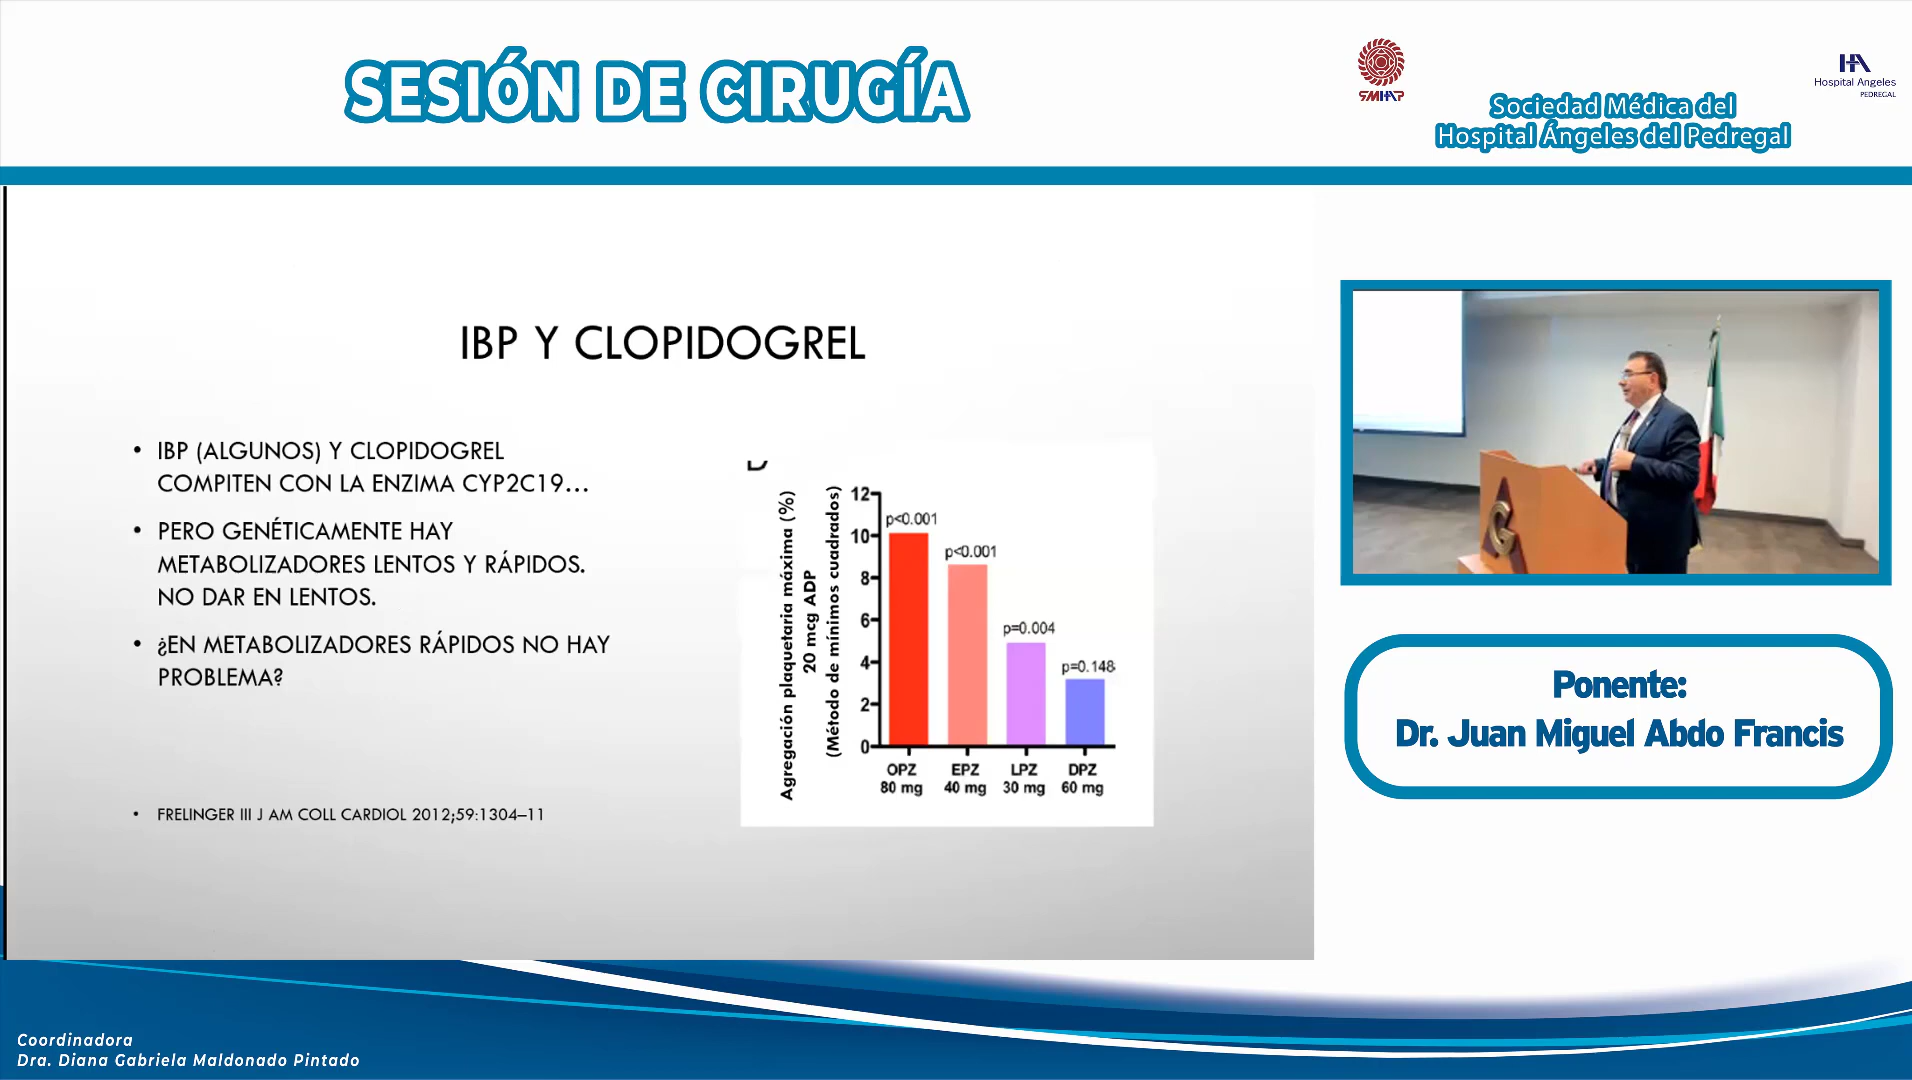 SESIÓN DE CIRUGÍA
SMHAP
Sociedad Médica del
Hospital Ángeles del Pedregal
HA
Hospital Angeles
PEDREGAL
IBP Y CLOPIDOGREL
• IBP (ALGUNOS) Y CLOPIDOGREL
COMPITEN CON LA ENZIMA CYP2C19...
• PERO GENÉTICAMENTE HAY
METABOLIZADORES LENTOS Y RÁPIDOS.
NO DAR EN LENTOS.
• ¿EN METABOLIZADORES RÁPIDOS NO HAY
PROBLEMA?
• FRELINGER III J AM COLL CARDIOL 2012;59:1304–11
Agregación plaquetaria máxima (%)
20 mcg ADP
(Método de mínimos cuadrados)
12
10
8
6
4
2
0
p<0.001
p<0.001
p=0.004
p=0.148
OPZ
80 mg
EPZ
40 mg
LPZ
30 mg
DPZ
60 mg
Ponente:
Dr. Juan Miguel Abdo Francis
Coordinadora
Dra. Diana Gabriela Maldonado Pintado